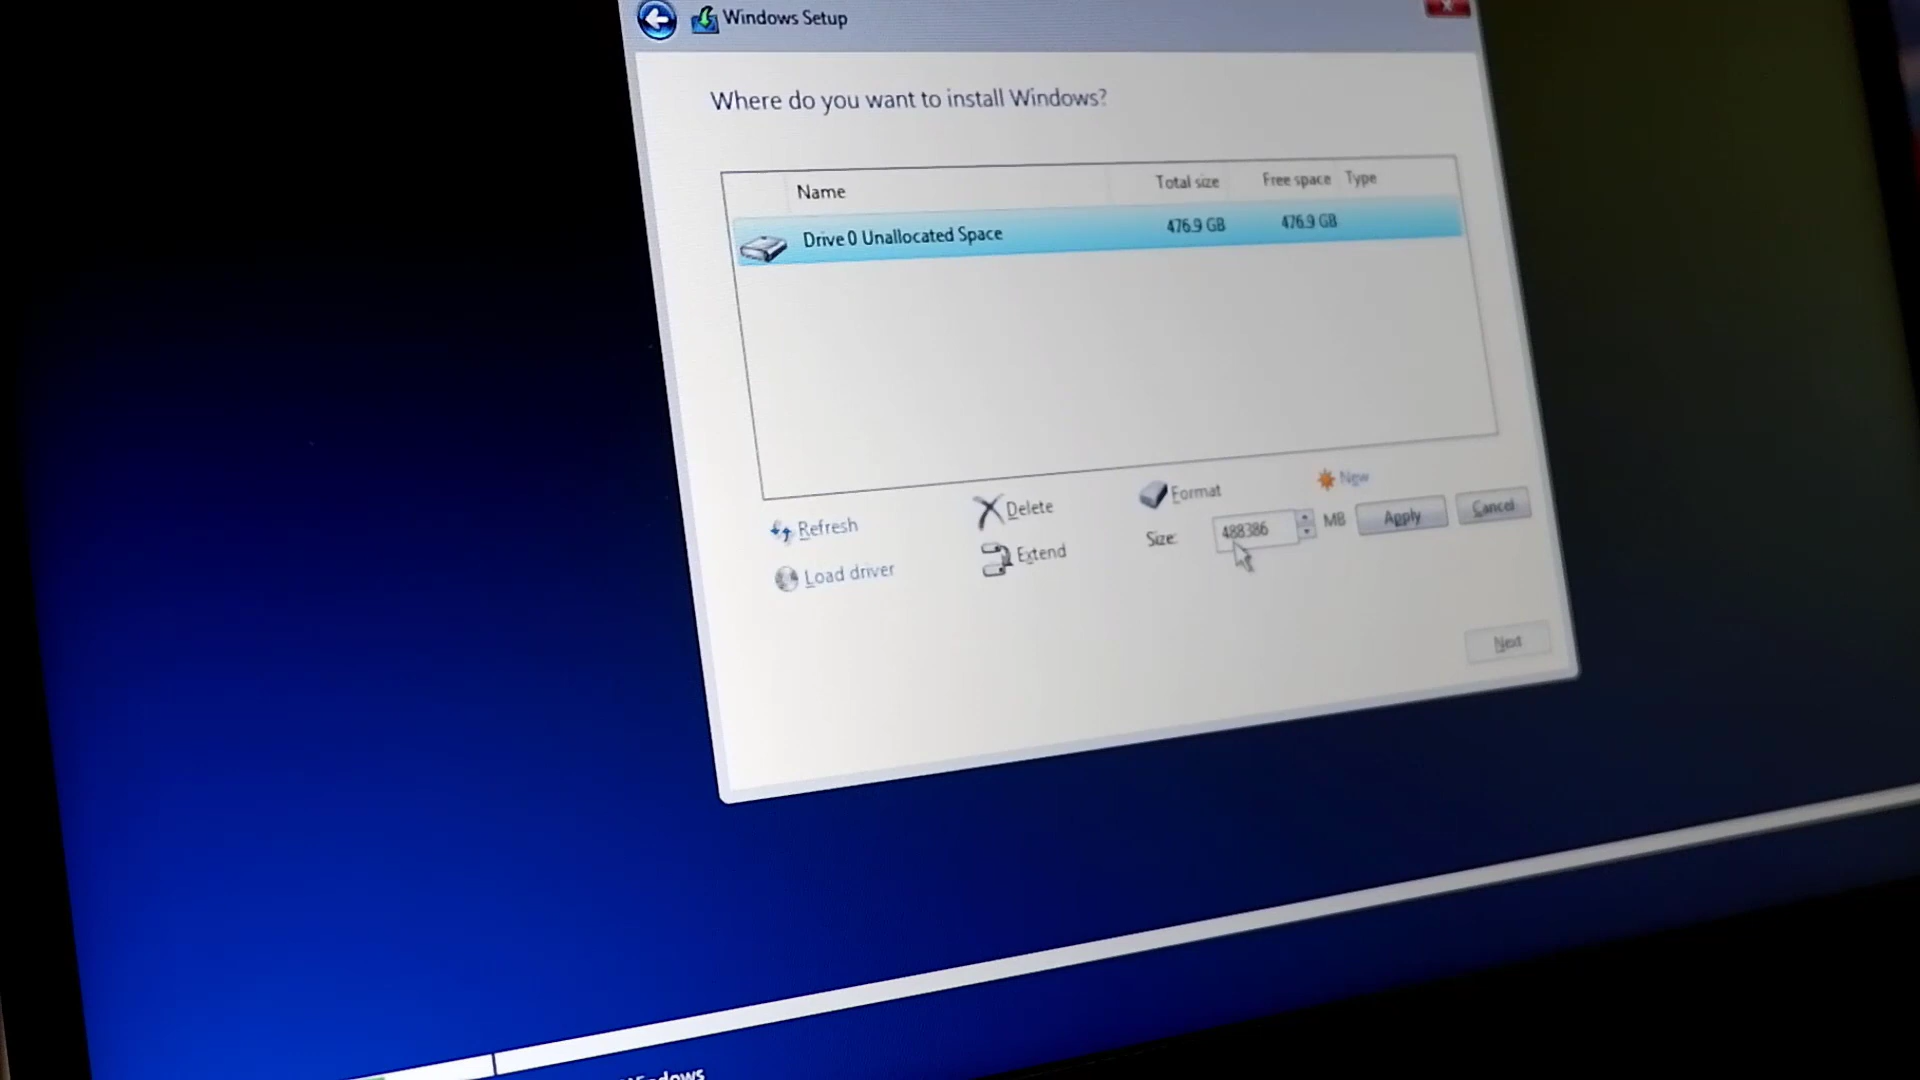 Windows Setup
Where do you want to install Windows?
Name Total size Free space Type
Drive 0 Unallocated Space 476.9 GB 476.9 GB
Refresh Delete Format New
Load driver Extend Size: 488386 MB Apply Cancel
Next
Windows